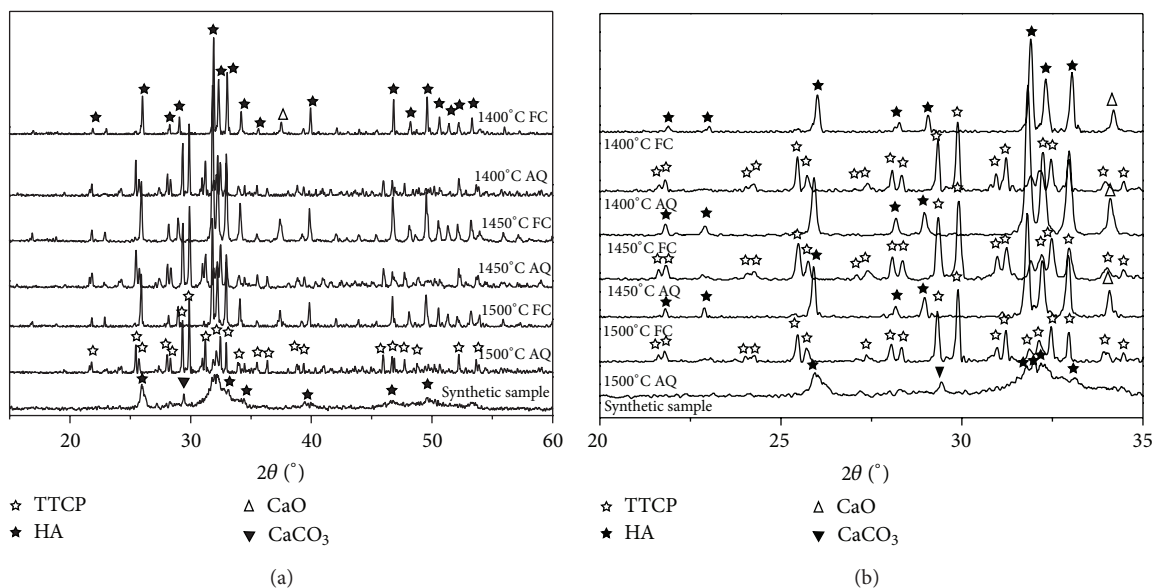 1400°C FC
1400°C AQ
1450°C FC
1450°C AQ
1500°C FC
1500°C AQ
Synthetic sample
20 30 40 50 60
2θ (°)
TTCP
HA
CaO
CaCO₃
(a)
1400°C FC
1400°C AQ
1450°C FC
1450°C AQ
1500°C FC
1500°C AQ
Synthetic sample
20 25 30 35
2θ (°)
TTCP
HA
CaO
CaCO₃
(b)